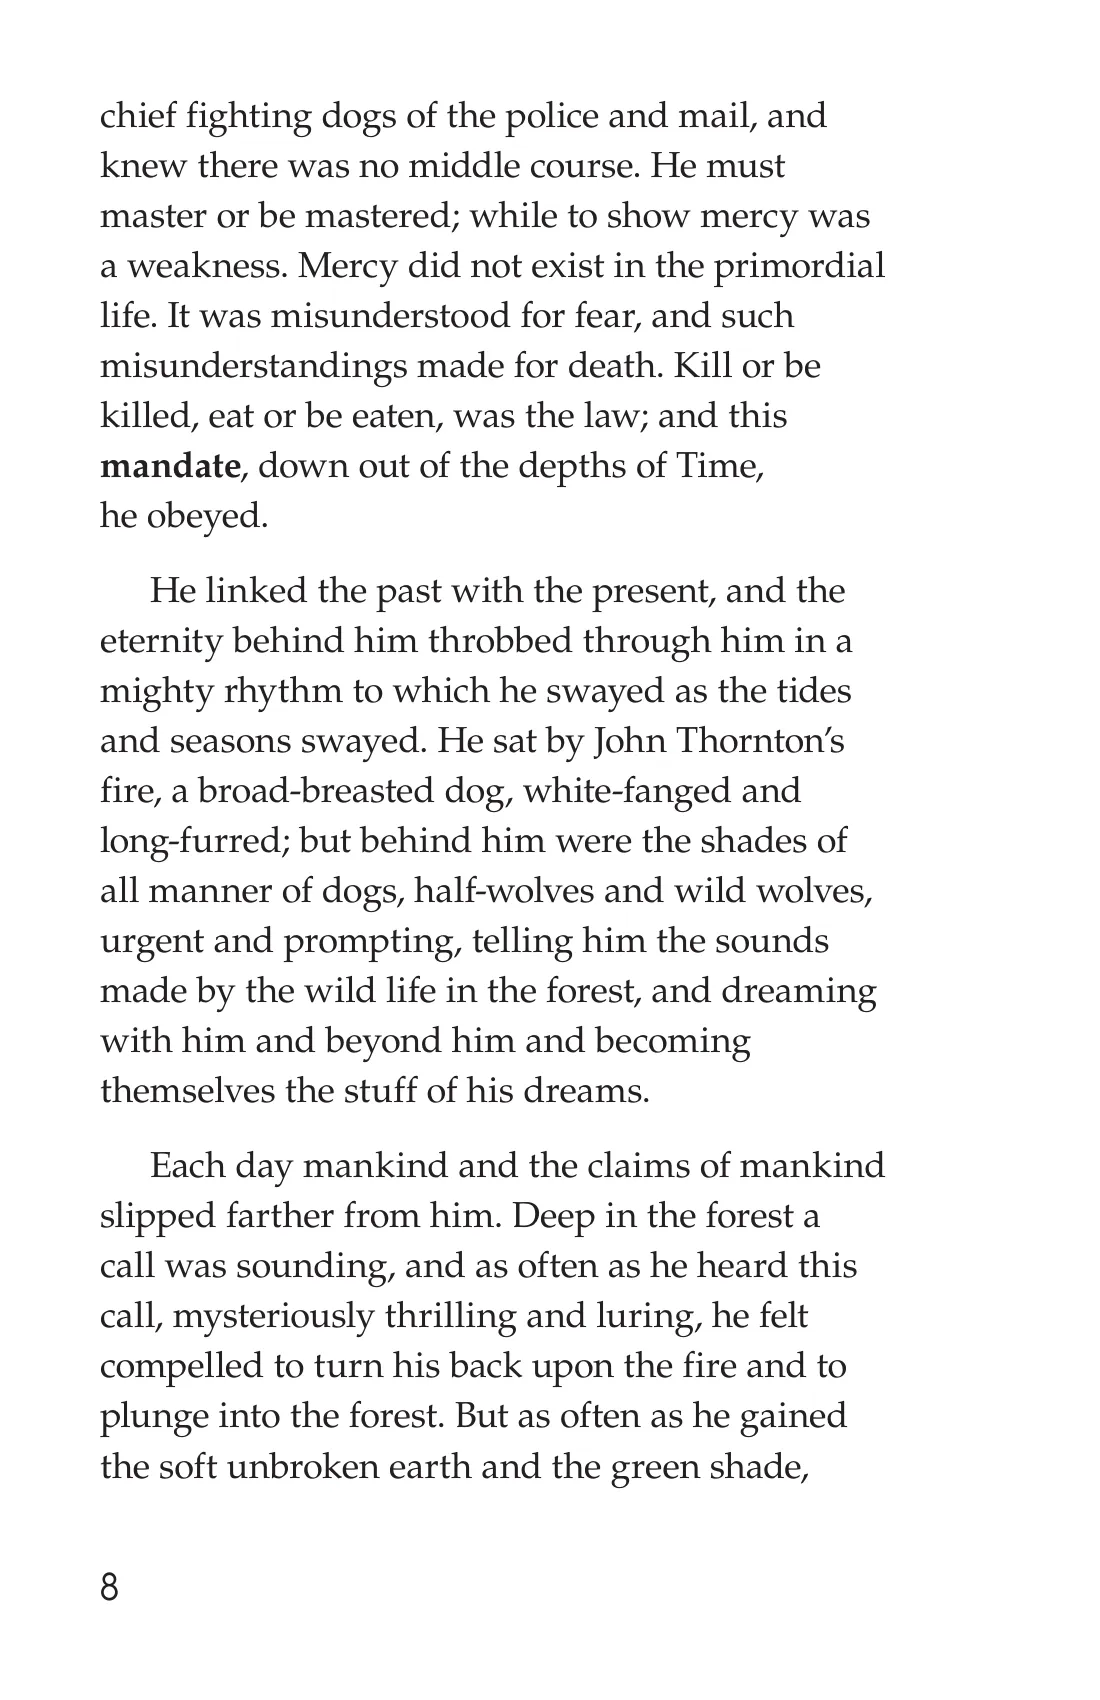 chief fighting dogs of the police and mail, and
knew there was no middle course. He must
master or be mastered; while to show mercy was
a weakness. Mercy did not exist in the primordial
life. It was misunderstood for fear, and such
misunderstandings made for death. Kill or be
killed, eat or be eaten, was the law; and this
mandate, down out of the depths of Time,
he obeyed.
He linked the past with the present, and the
eternity behind him throbbed through him in a
mighty rhythm to which he swayed as the tides
and seasons swayed. He sat by John Thornton’s
fire, a broad-breasted dog, white-fanged and
long-furred; but behind him were the shades of
all manner of dogs, half-wolves and wild wolves,
urgent and prompting, telling him the sounds
made by the wild life in the forest, and dreaming
with him and beyond him and becoming
themselves the stuff of his dreams.
Each day mankind and the claims of mankind
slipped farther from him. Deep in the forest a
call was sounding, and as often as he heard this
call, mysteriously thrilling and luring, he felt
compelled to turn his back upon the fire and to
plunge into the forest. But as often as he gained
the soft unbroken earth and the green shade,
8